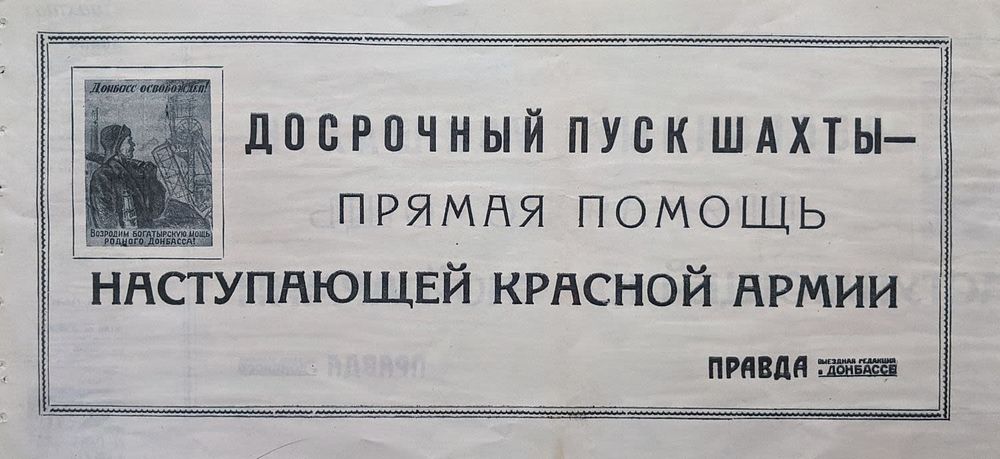 Донбасс освобожден!
Возродим богатырскую мощь
родного Донбасса!
ДОСРОЧНЫЙ ПУСК ШАХТЫ—
ПРЯМАЯ ПОМОЩЬ
НАСТУПАЮЩЕЙ КРАСНОЙ АРМИИ
ПРАВДА
ВЫЕЗДНАЯ РЕДАКЦИЯ
в ДОНБАССЕ